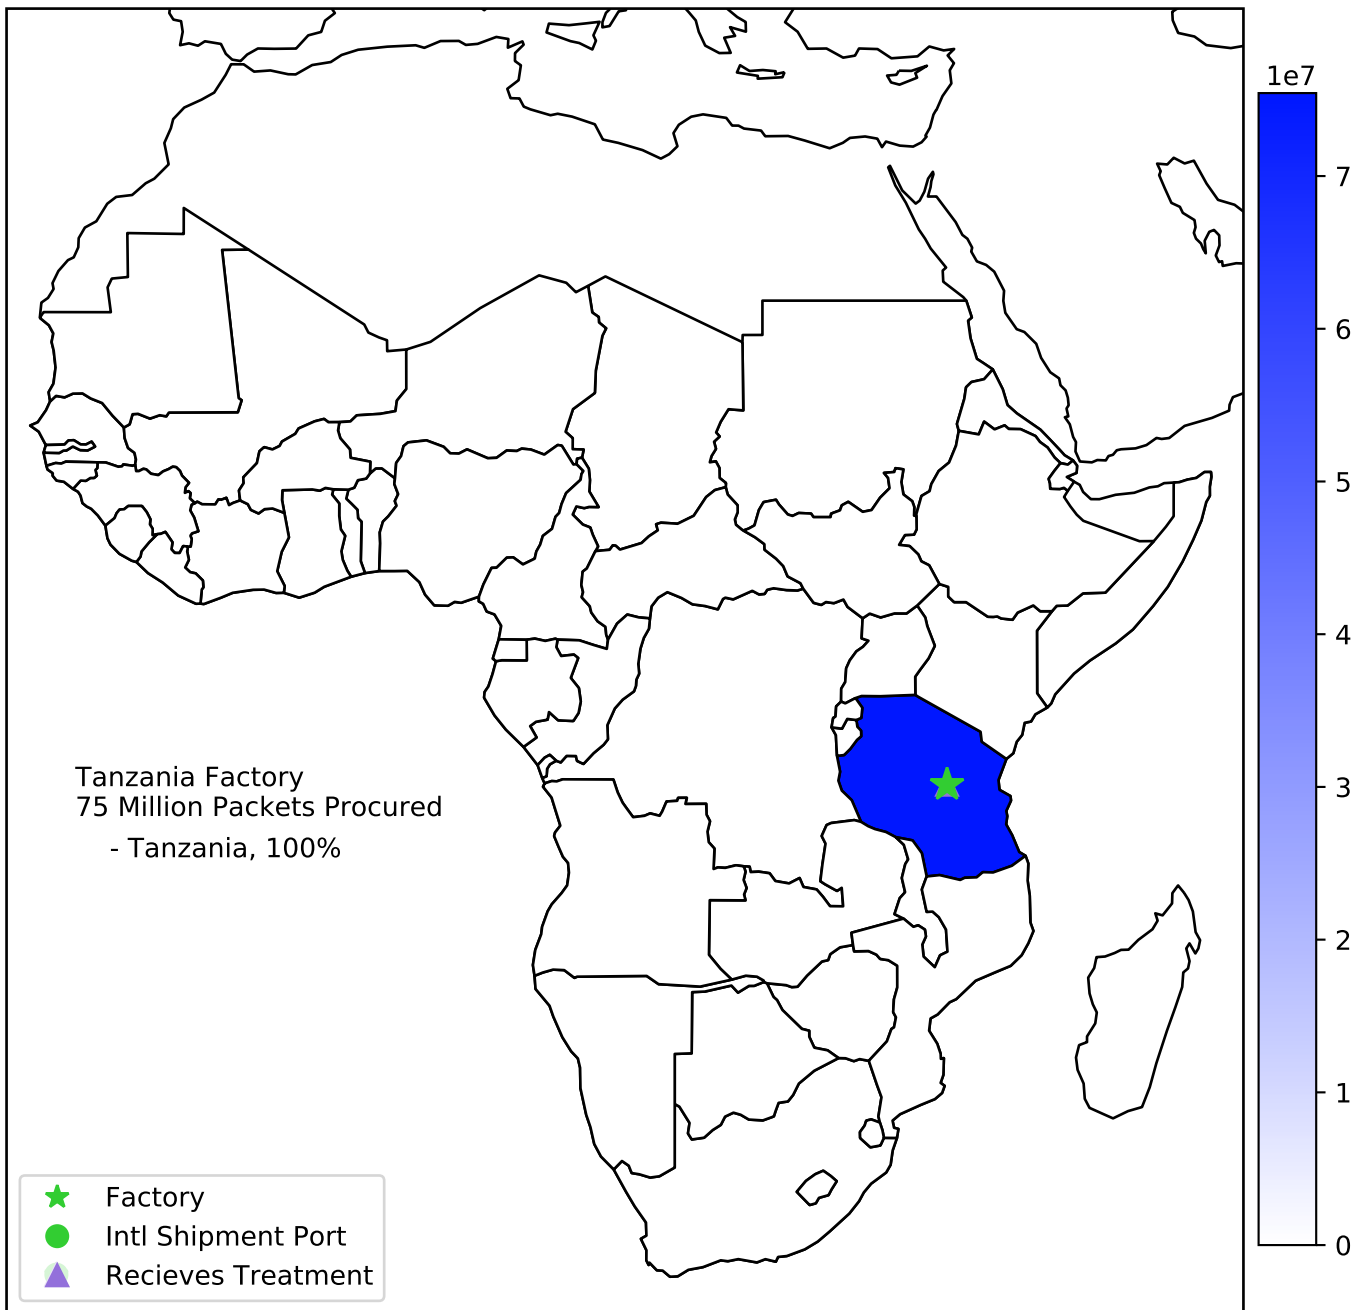 1e7
7
6
5
4
3
2
1
0
Tanzania Factory
75 Million Packets Procured
- Tanzania, 100%
Factory
Intl Shipment Port
Recieves Treatment